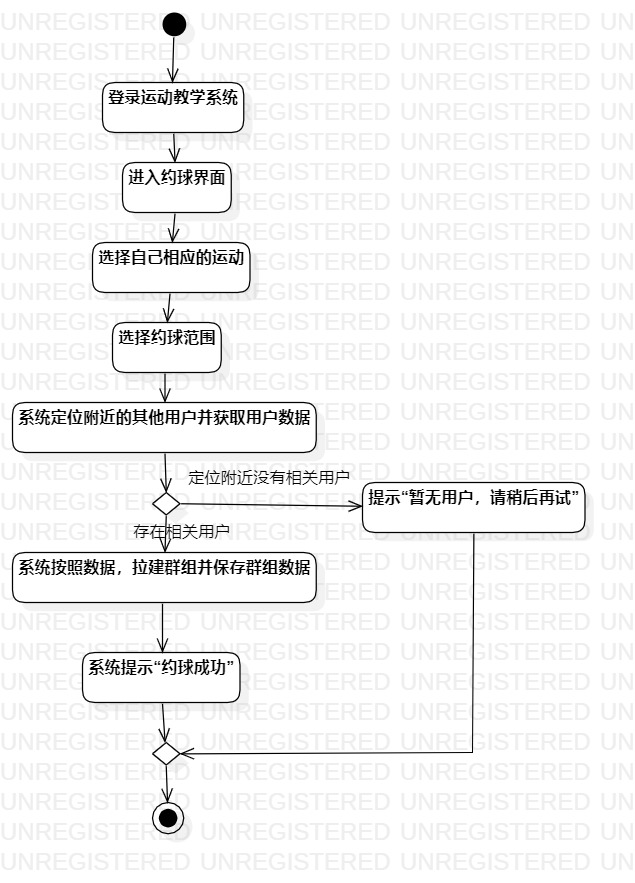 登录运动教学系统
进入约球界面
选择自己相应的运动
选择约球范围
系统定位附近的其他用户并获取用户数据
定位附近没有相关用户
提示“暂无用户，请稍后再试”
存在相关用户
系统按照数据，拉建群组并保存群组数据
系统提示“约球成功”
UNREGISTERED